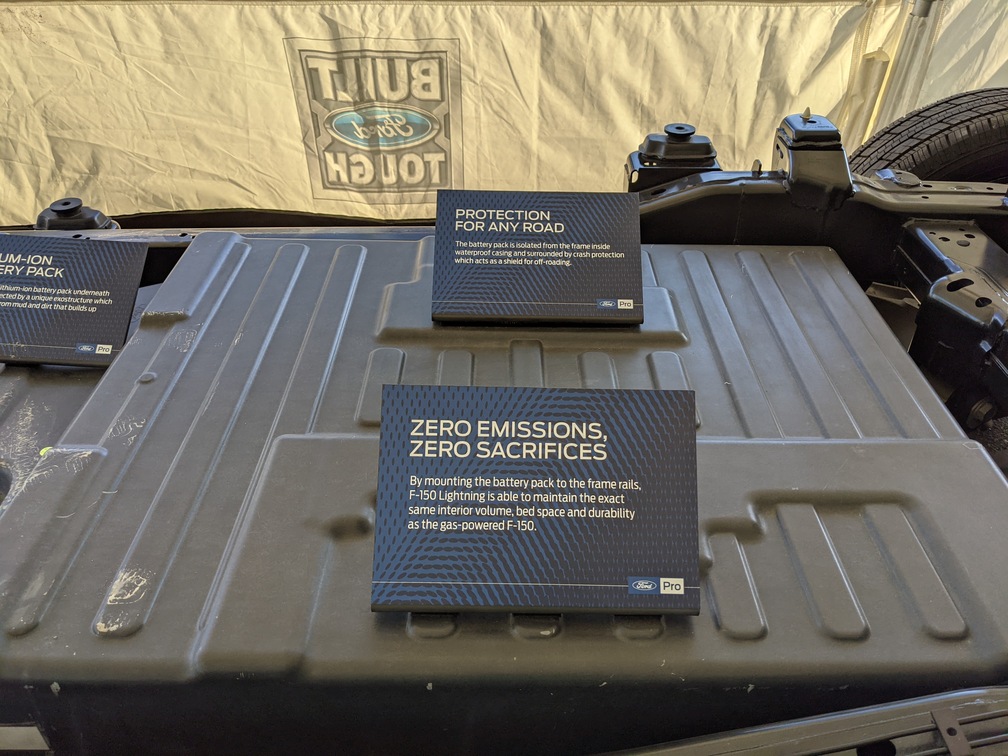 BUILT
Ford
TOUGH
PROTECTION
FOR ANY ROAD
The battery pack is isolated from the frame inside
waterproof casing and surrounded by crash protection
which acts as a shield for off-roading.
Ford Pro
UM-ION
ERY PACK
lithium-ion battery pack underneath
ected by a unique exostructure which
rom mud and dirt that builds up
Ford Pro
ZERO EMISSIONS,
ZERO SACRIFICES
By mounting the battery pack to the frame rails,
F-150 Lightning is able to maintain the exact
same interior volume, bed space and durability
as the gas-powered F-150.
Ford Pro